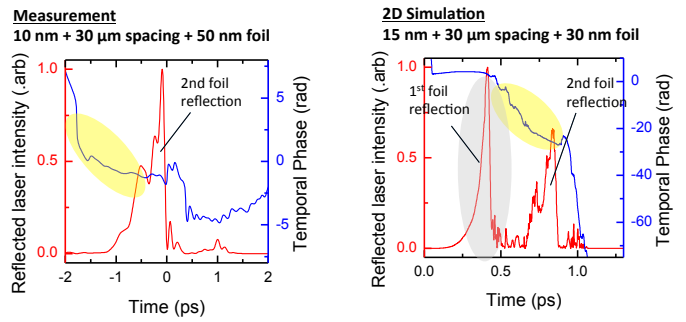 Measurement
10 nm + 30 μm spacing + 50 nm foil
Reflected laser intensity (.arb)
1.0
0.5
0.0
2nd foil
reflection
5
0
-5
Temporal Phase (rad)
-2
-1
0
1
2
Time (ps)
2D Simulation
15 nm + 30 μm spacing + 30 nm foil
Reflected laser intensity (.arb)
1.0
0.5
0.0
1st foil
reflection
2nd foil
reflection
0
-20
-40
-60
Temporal Phase (rad)
0.0
0.5
1.0
Time (ps)